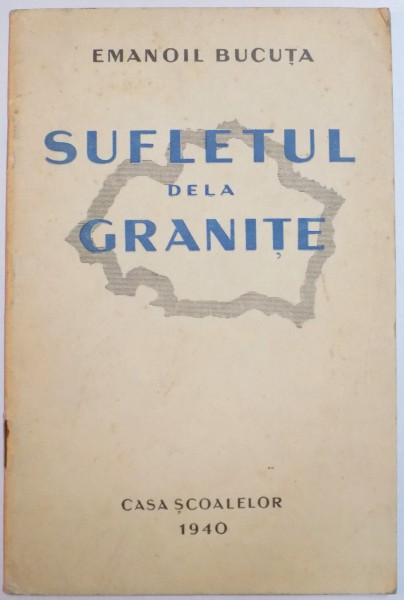 EMANOIL BUCUȚA
SUFLETUL
DELA
GRANIȚE
CASA ȘCOALELOR
1940